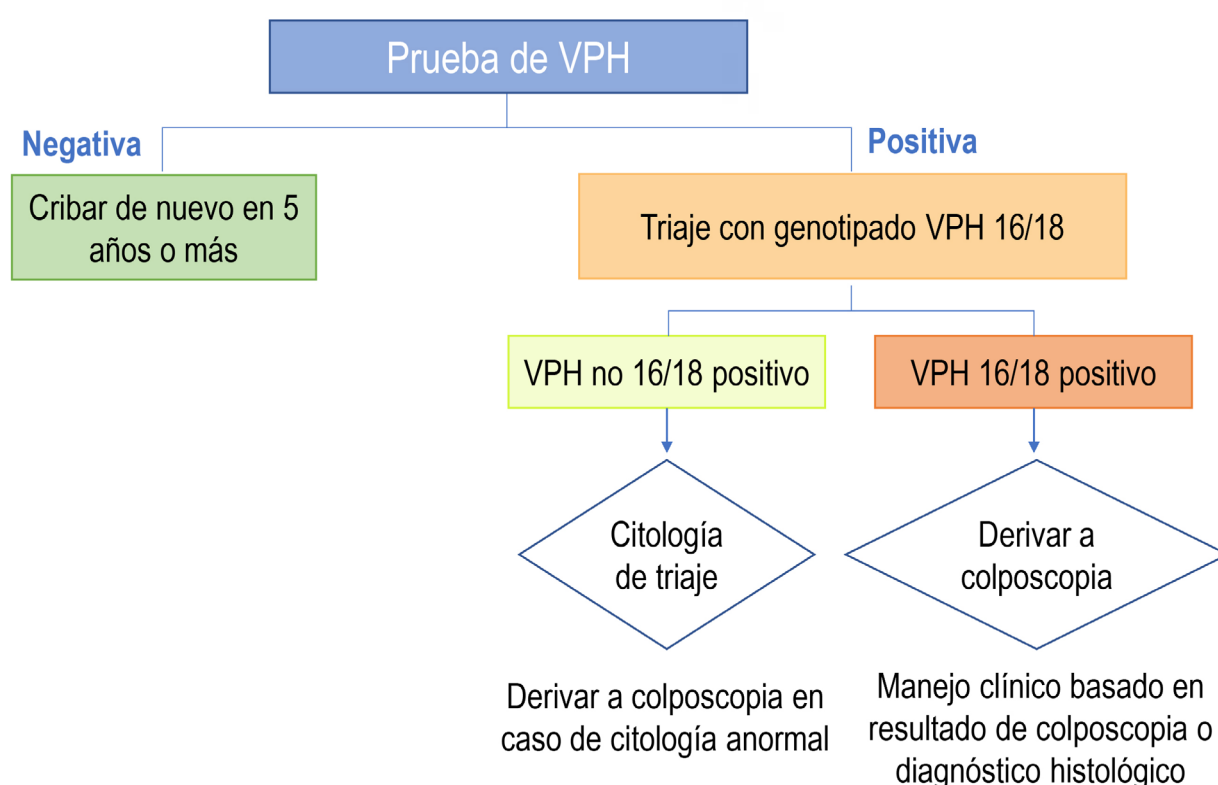 Prueba de VPH
Negativa
Positiva
Cribar de nuevo en 5
años o más
Triaje con genotipado VPH 16/18
VPH no 16/18 positivo
VPH 16/18 positivo
Citología
de triaje
Derivar a
colposcopia
Derivar a colposcopia en
caso de citología anormal
Manejo clínico basado en
resultado de colposcopia o
diagnóstico histológico